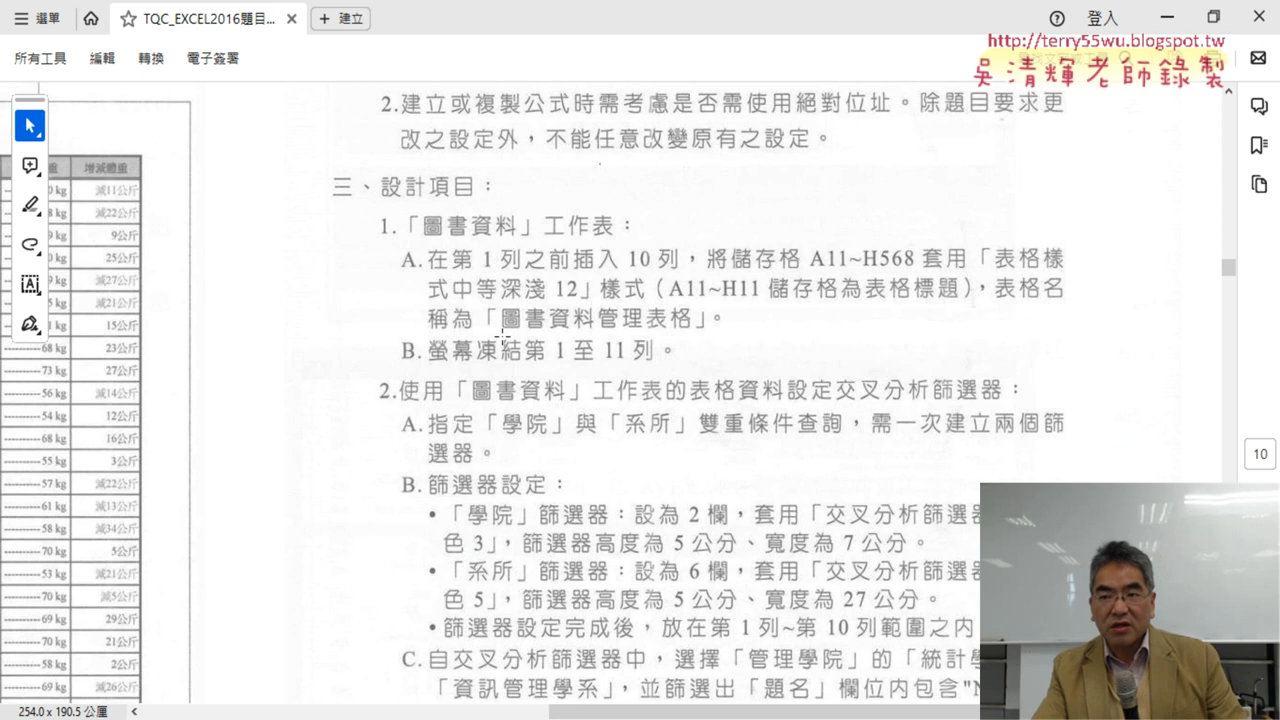 選單
TQC_EXCEL2016題目...
建立
登入
http://terry55wu.blogspot.tw
所有工具
編輯
轉換
電子簽署
吳清輝老師錄製
2.建立或複製公式時需考慮是否需使用絕對位址。除題目要求更
改之設定外，不能任意改變原有之設定。
三、設計項目：
1.「圖書資料」工作表：
A.在第 1 列之前插入 10 列，將儲存格 A11~H568 套用「表格樣
式中等深淺 12」樣式（A11~H11 儲存格為表格標題），表格名
稱為「圖書資料管理表格」。
B.螢幕凍結第 1 至 11 列。
2.使用「圖書資料」工作表的表格資料設定交叉分析篩選器：
A.指定「學院」與「系所」雙重條件查詢，需一次建立兩個篩
選器。
B.篩選器設定：
•「學院」篩選器：設為 2 欄，套用「交叉分析篩選
色 3」，篩選器高度為 5 公分、寬度為 7 公分。
•「系所」篩選器：設為 6 欄，套用「交叉分析篩選
色 5」，篩選器高度為 5 公分、寬度為 27 公分。
•篩選器設定完成後，放在第 1 列~第 10 列範圍之內
C.自交叉分析篩選器中，選擇「管理學院」的「統計
「資訊管理學系」，並篩選出「題名」欄位內包含"
重 增減體重
0 kg 減11公斤
8 kg 減22公斤
9 kg 9公斤
0 kg 25公斤
9 kg 減27公斤
5 kg 減21公斤
1 kg 15公斤
68 kg 23公斤
73 kg 27公斤
56 kg 減14公斤
54 kg 12公斤
68 kg 16公斤
55 kg 3公斤
57 kg 減22公斤
61 kg 減13公斤
58 kg 減34公斤
70 kg 5公斤
53 kg 減21公斤
70 kg 減5公斤
69 kg 29公斤
70 kg 21公斤
58 kg 2公斤
69 kg 減26公斤
10
254.0 x 190.5 公厘